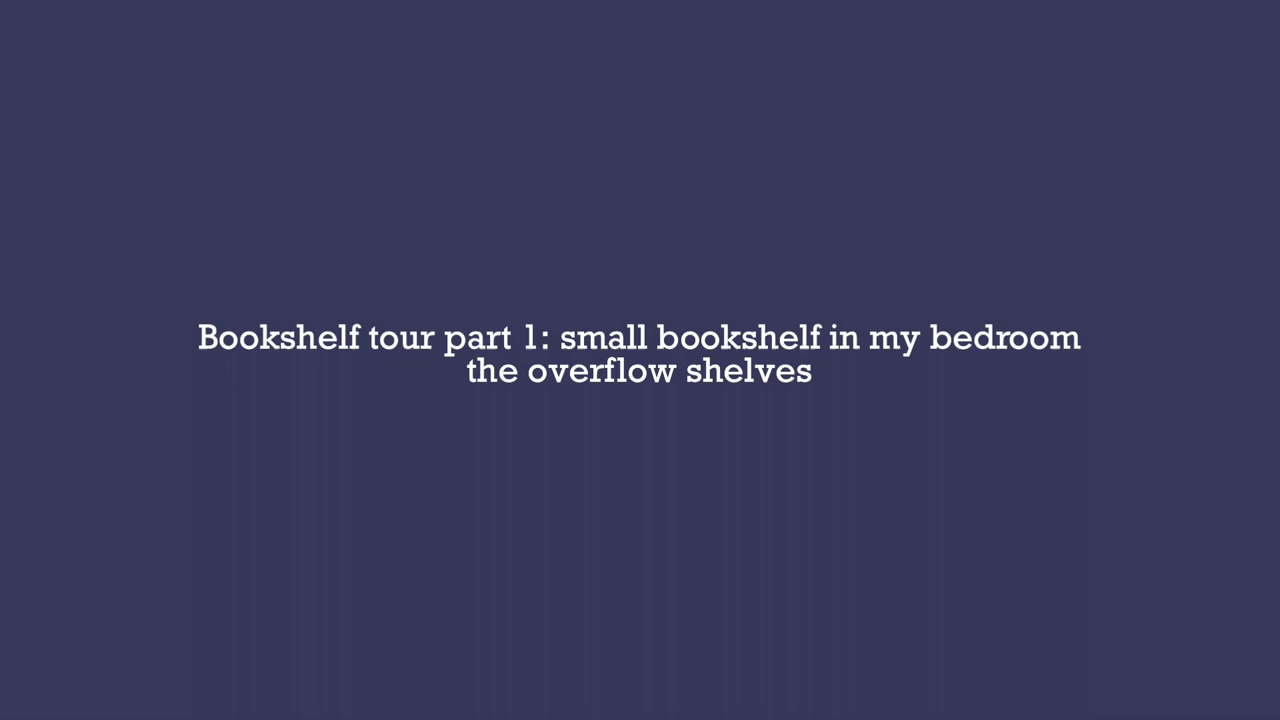 Bookshelf tour part 1: small bookshelf in my bedroom
the overflow shelves